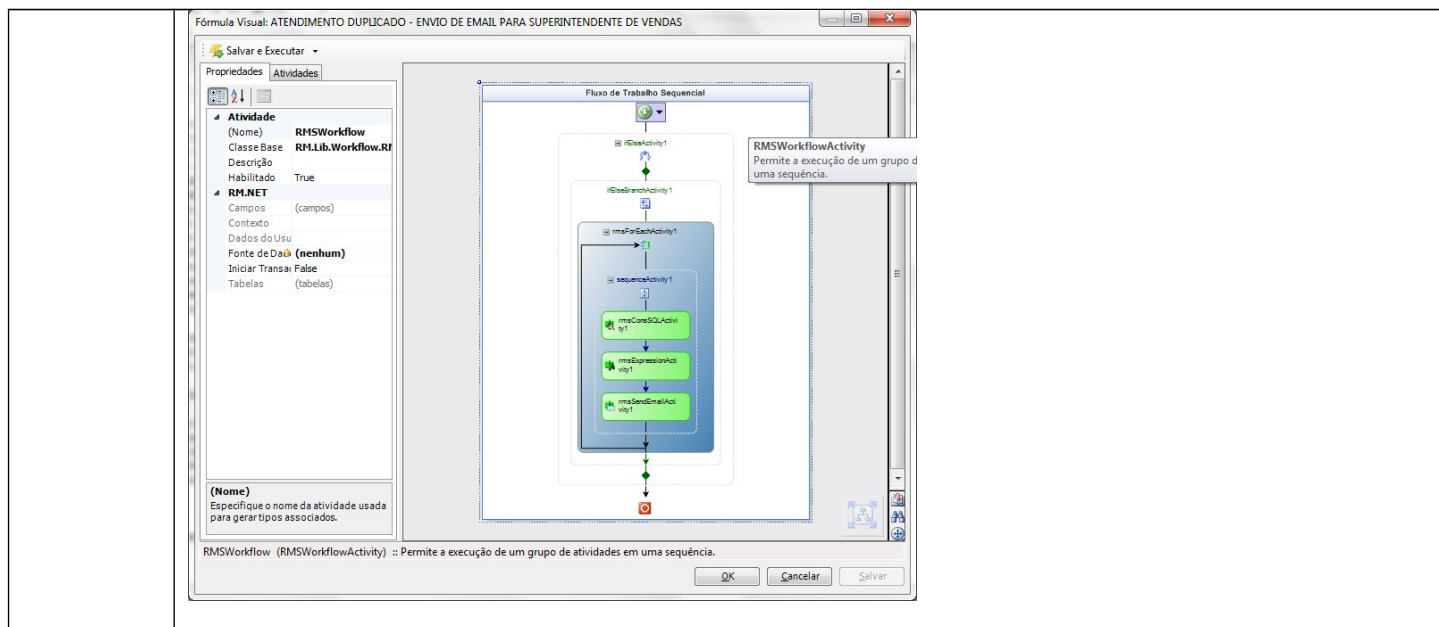 Fórmula Visual: ATENDIMENTO DUPLICADO - ENVIO DE EMAIL PARA SUPERINTENDENTE DE VENDAS
Salvar e Executar
Propriedades Atividades
Atividade
(Nome) RMSWorkflow
Classe Base RM.Lib.Workflow.RM
Descrição
Habilitado True
RM.NET
Campos (campos)
Contexto
Dados do Usu
Fonte de Dad (nenhum)
Iniciar Transaç False
Tabelas (tabelas)
(Nome)
Especifique o nome da atividade usada
para gerar tipos associados.
Fluxo de Trabalho Sequencial
ifElseActivity1
ifElseBranchActivity1
rmsForEachActivity1
sequenceActivity1
rmsConsSQLActivi
ty1
rmsExpressionActi
vity1
rmsSendEmailActi
vity1
RMSWorkflowActivity
Permite a execução de um grupo d
uma sequência.
RMSWorkflow (RMSWorkflowActivity) :: Permite a execução de um grupo de atividades em uma sequência.
OK Cancelar Salvar